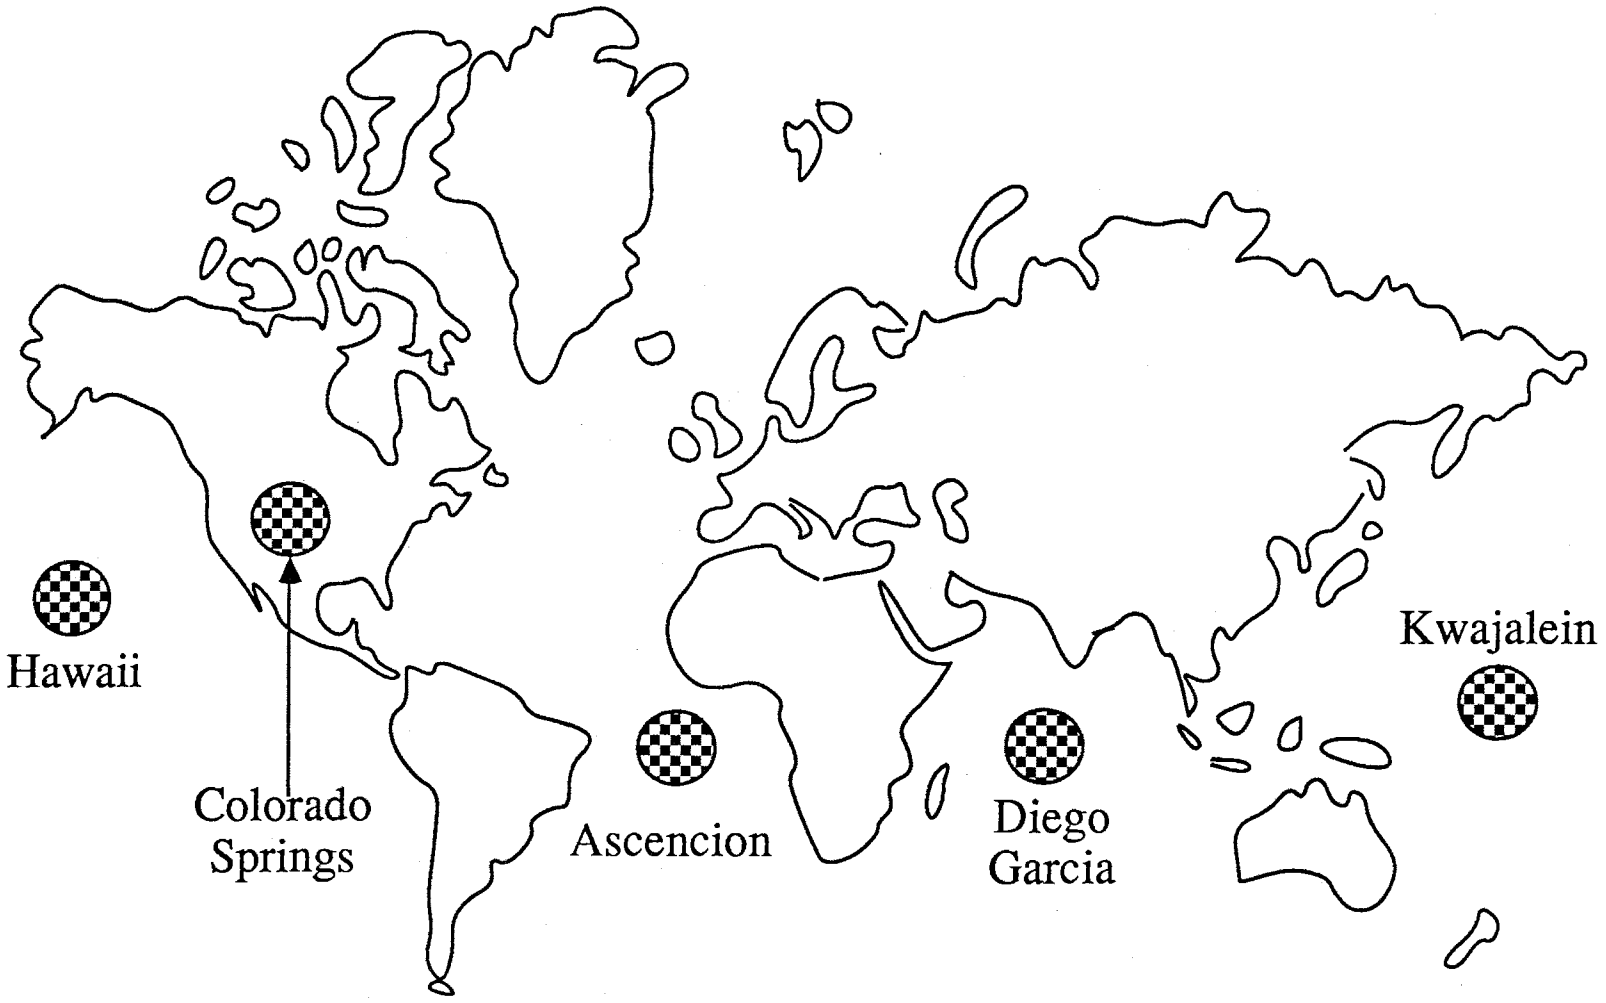 Hawaii
Colorado
Springs
Ascencion
Diego
Garcia
Kwajalein